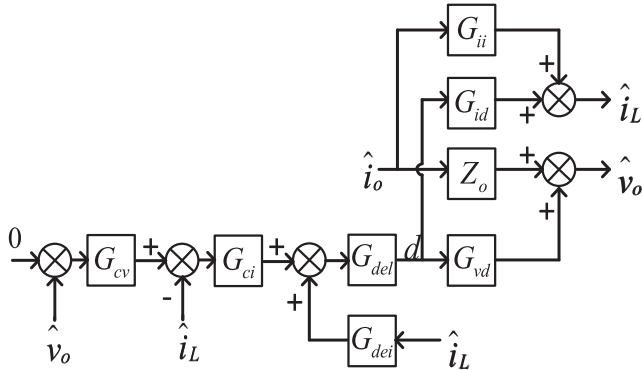 G_ii
+
G_id
+
î_L
î_o
Z_o
+
v̂_o
+
0
G_cv
+
-
G_ci
+
+
G_del
d
G_vd
v̂_o
î_L
G_dei
î_L